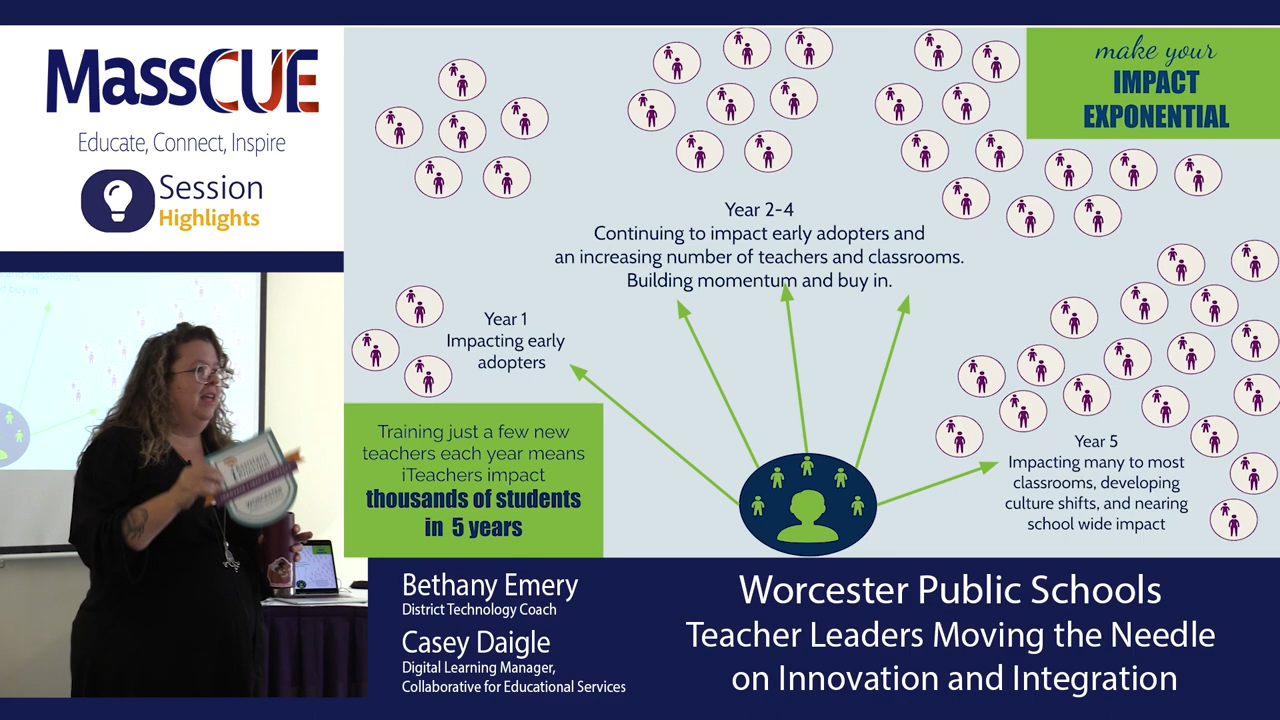 MassCUE
Educate, Connect, Inspire
Session
Highlights
make your
IMPACT
EXPONENTIAL
Year 2-4
Continuing to impact early adopters and
an increasing number of teachers and classrooms.
Building momentum and buy in.
Year 1
Impacting early
adopters
Training just a few new
teachers each year means
iTeachers impact
thousands of students
in 5 years
Year 5
Impacting many to most
classrooms, developing
culture shifts, and nearing
school wide impact
and buy in.
Bethany Emery
District Technology Coach
Casey Daigle
Digital Learning Manager,
Collaborative for Educational Services
Worcester Public Schools
Teacher Leaders Moving the Needle
on Innovation and Integration